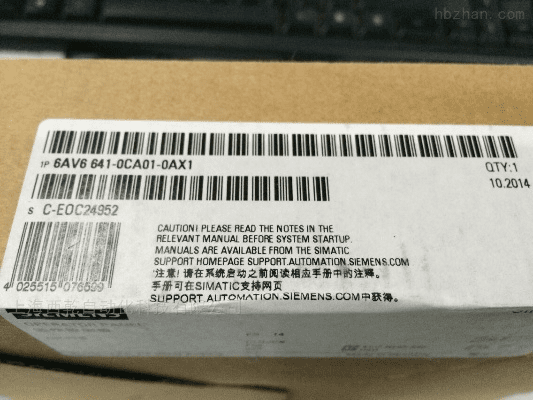 hbzhan.com
1P 6AV6 641-0CA01-0AX1
QTY:1
10.2014
S C-EOC24952
CAUTION! PLEASE READ THE NOTES IN THE
RELEVANT MANUAL BEFORE SYSTEM STARTUP.
MANUALS ARE AVAILABLE FROM THE SIMATIC
SUPPORT HOMEPAGE SUPPORT.AUTOMATION.SIEMENS.COM
注意! 请在系统启动之前阅读相应手册中的注释。
手册可在SIMATIC支持网页
SUPPORT.AUTOMATION.SIEMENS.COM中获得。
4 025515 076599
OPERATOR PANEL